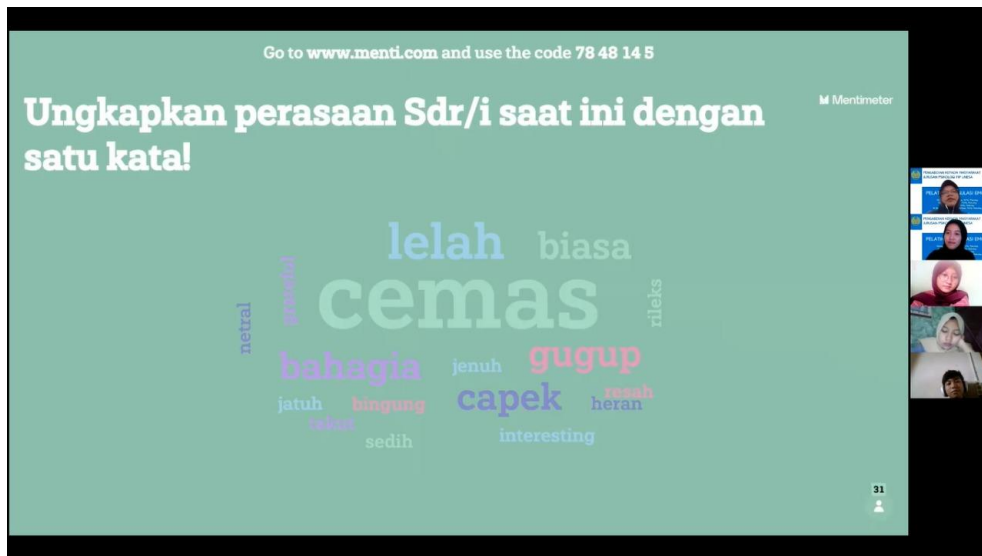 Go to www.menti.com and use the code 78 48 14 5
Mentimeter
Ungkapkan perasaan Sdr/i saat ini dengan
satu kata!
lelah
biasa
cemas
grateful
netral
rileks
bahagia
jenuh
gugup
jatuh
bingung
capek
resah
heran
takut
sedih
interesting
31